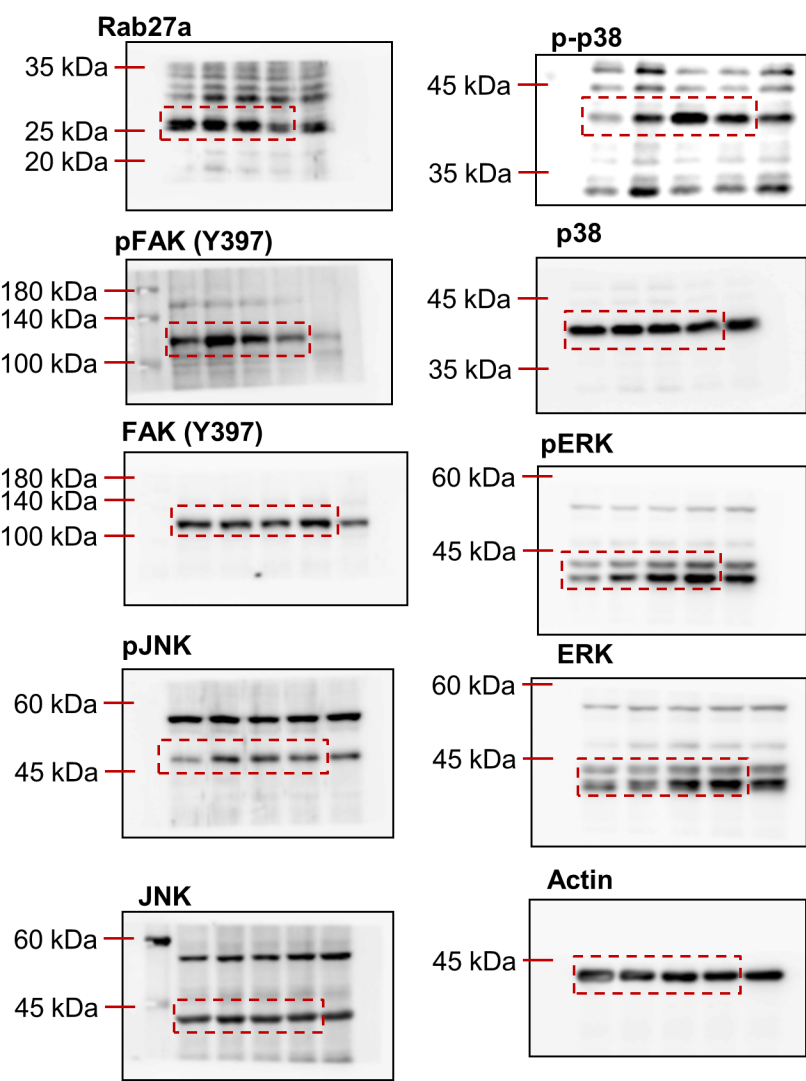 Rab27a
35 kDa
25 kDa
20 kDa
pFAK (Y397)
180 kDa
140 kDa
100 kDa
FAK (Y397)
180 kDa
140 kDa
100 kDa
pJNK
60 kDa
45 kDa
JNK
60 kDa
45 kDa
p-p38
45 kDa
35 kDa
p38
45 kDa
35 kDa
pERK
60 kDa
45 kDa
ERK
60 kDa
45 kDa
Actin
45 kDa